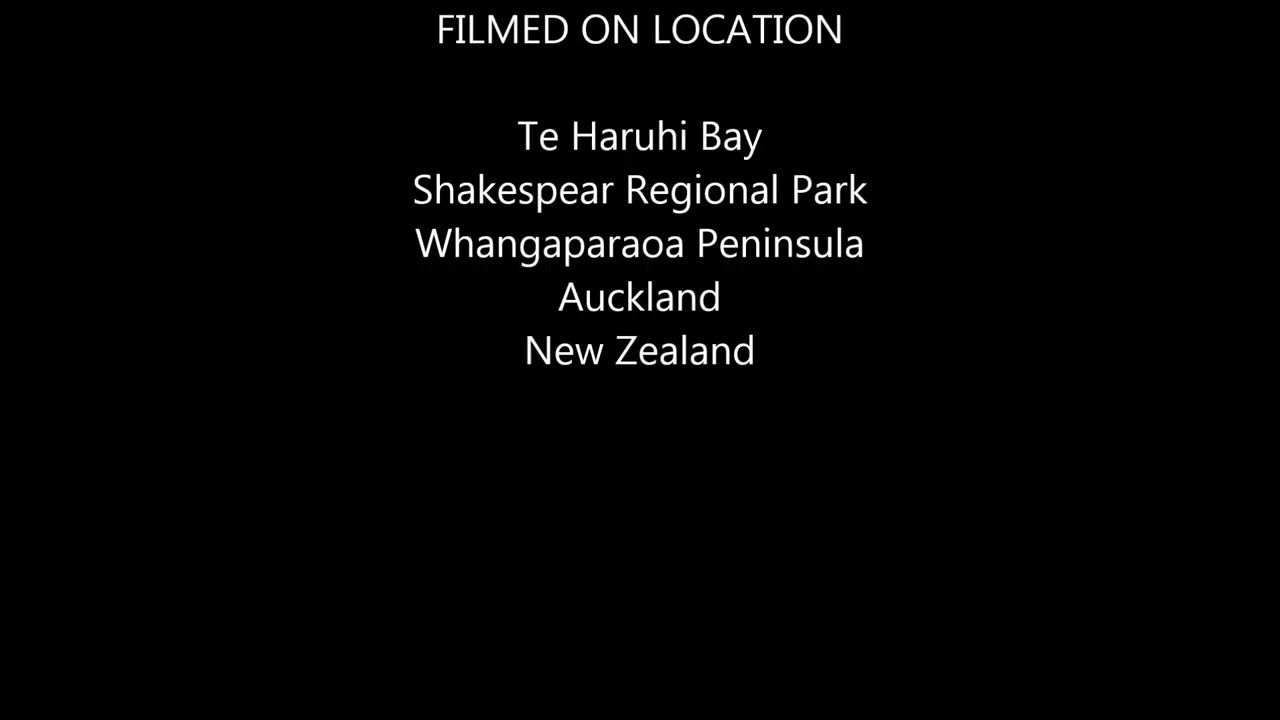 FILMED ON LOCATION
Te Haruhi Bay
Shakespear Regional Park
Whangaparaoa Peninsula
Auckland
New Zealand